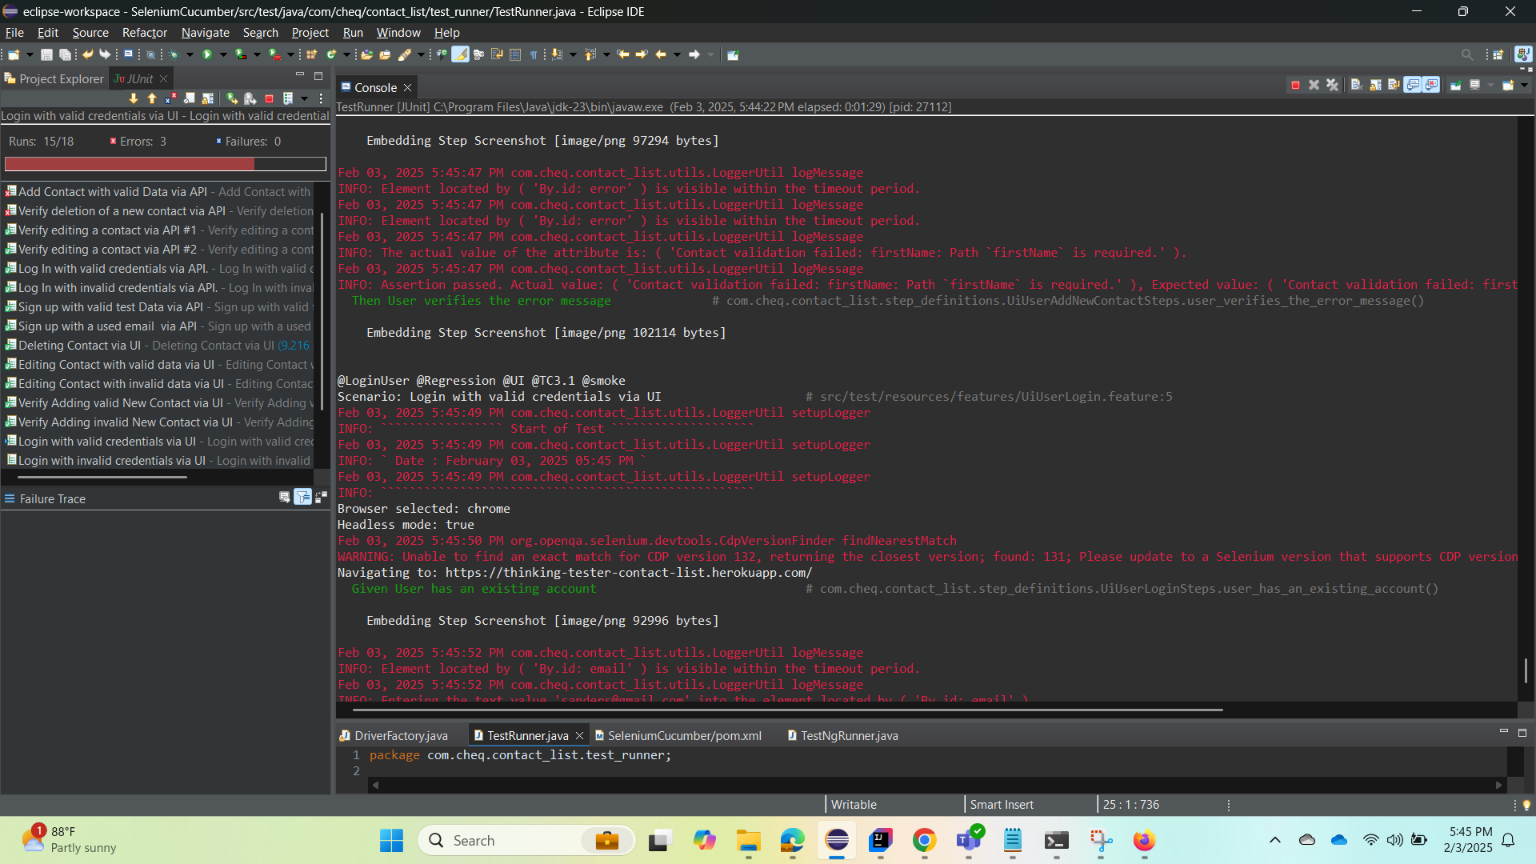 eclipse-workspace - SeleniumCucumber/src/test/java/com/cheq/contact_list/test_runner/TestRunner.java - Eclipse IDE
File Edit Source Refactor Navigate Search Project Run Window Help
Project Explorer JUnit
Login with valid credentials via UI - Login with valid credential
Runs: 15/18 Errors: 3 Failures: 0
Add Contact with valid Data via API - Add Contact with
Verify deletion of a new contact via API - Verify deletion
Verify editing a contact via API #1 - Verify editing a cont
Verify editing a contact via API #2 - Verify editing a cont
Log In with valid credentials via API. - Log In with valid c
Log In with invalid credentials via API. - Log In with inva
Sign up with valid test Data via API - Sign up with valid
Sign up with a used email  via API - Sign up with a used
Deleting Contact via UI - Deleting Contact via UI (9.216
Editing Contact with valid data via UI - Editing Contact v
Editing Contact with invalid data via UI - Editing Contac
Verify Adding valid New Contact via UI - Verify Adding v
Verify Adding invalid New Contact via UI - Verify Adding
Login with valid credentials via UI - Login with valid cre
Login with invalid credentials via UI - Login with invalid
Failure Trace
Console
TestRunner [JUnit] C:\Program Files\Java\jdk-23\bin\javaw.exe (Feb 3, 2025, 5:44:22 PM elapsed: 0:01:29) [pid: 27112]
Embedding Step Screenshot [image/png 97294 bytes]
Feb 03, 2025 5:45:47 PM com.cheq.contact_list.utils.LoggerUtil logMessage
INFO: Element located by ( 'By.id: error' ) is visible within the timeout period.
Feb 03, 2025 5:45:47 PM com.cheq.contact_list.utils.LoggerUtil logMessage
INFO: Element located by ( 'By.id: error' ) is visible within the timeout period.
Feb 03, 2025 5:45:47 PM com.cheq.contact_list.utils.LoggerUtil logMessage
INFO: The actual value of the attribute is: ( 'Contact validation failed: firstName: Path `firstName` is required.' ).
Feb 03, 2025 5:45:47 PM com.cheq.contact_list.utils.LoggerUtil logMessage
INFO: Assertion passed. Actual value: ( 'Contact validation failed: firstName: Path `firstName` is required.' ), Expected value: ( 'Contact validation failed: first
Then User verifies the error message # com.cheq.contact_list.step_definitions.UiUserAddNewContactSteps.user_verifies_the_error_message()
Embedding Step Screenshot [image/png 102114 bytes]
@LoginUser @Regression @UI @TC3.1 @smoke
Scenario: Login with valid credentials via UI # src/test/resources/features/UiUserLogin.feature:5
Feb 03, 2025 5:45:49 PM com.cheq.contact_list.utils.LoggerUtil setupLogger
INFO: ````````````````` Start of Test ````````````````````
Feb 03, 2025 5:45:49 PM com.cheq.contact_list.utils.LoggerUtil setupLogger
INFO: ` Date : February 03, 2025 05:45 PM `
Feb 03, 2025 5:45:49 PM com.cheq.contact_list.utils.LoggerUtil setupLogger
INFO: ````````````````````````````````````````````````````
Browser selected: chrome
Headless mode: true
Feb 03, 2025 5:45:50 PM org.openqa.selenium.devtools.CdpVersionFinder findNearestMatch
WARNING: Unable to find an exact match for CDP version 132, returning the closest version; found: 131; Please update to a Selenium version that supports CDP version
Navigating to: https://thinking-tester-contact-list.herokuapp.com/
Given User has an existing account # com.cheq.contact_list.step_definitions.UiUserLoginSteps.user_has_an_existing_account()
Embedding Step Screenshot [image/png 92996 bytes]
Feb 03, 2025 5:45:52 PM com.cheq.contact_list.utils.LoggerUtil logMessage
INFO: Element located by ( 'By.id: email' ) is visible within the timeout period.
Feb 03, 2025 5:45:52 PM com.cheq.contact_list.utils.LoggerUtil logMessage
INFO: Entering the text value 'sanders@gmail.com' into the element located by ( 'By.id: email' )
DriverFactory.java TestRunner.java SeleniumCucumber/pom.xml TestNgRunner.java
1 package com.cheq.contact_list.test_runner;
2
Writable Smart Insert 25 : 1 : 736
1 88°F
Partly sunny
Search
5:45 PM
2/3/2025